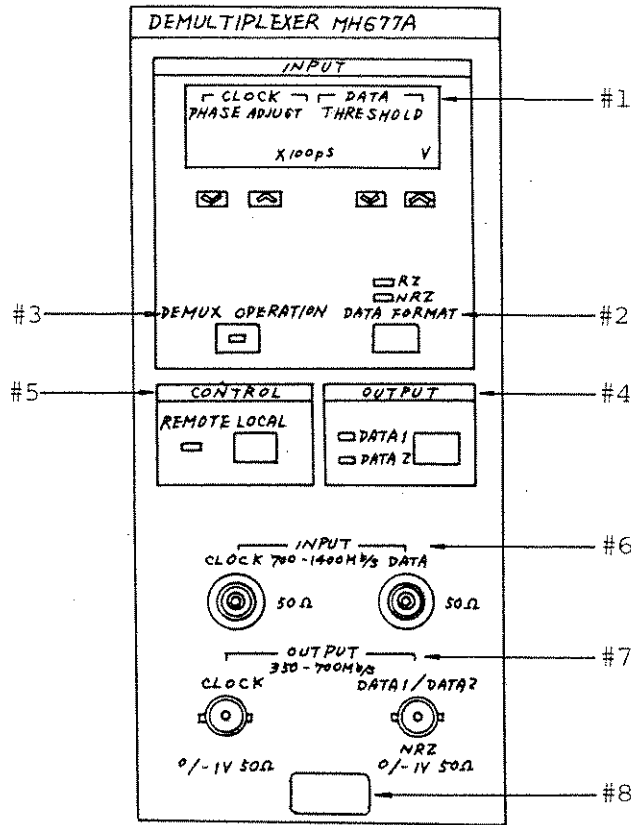 DEMULTIPLEXER MH677A
INPUT
CLOCK DATA
PHASE ADJUST THRESHOLD
X100pS V
#1
RZ
NRZ
#3 DEMUX OPERATION DATA FORMAT #2
#5 CONTROL OUTPUT #4
REMOTE LOCAL
DATA1
DATA2
INPUT #6
CLOCK 700-1400Mb/s DATA
50Ω 50Ω
OUTPUT #7
350-700Mb/s
CLOCK DATA1/DATA2
NRZ
0/-1V 50Ω 0/-1V 50Ω
#8